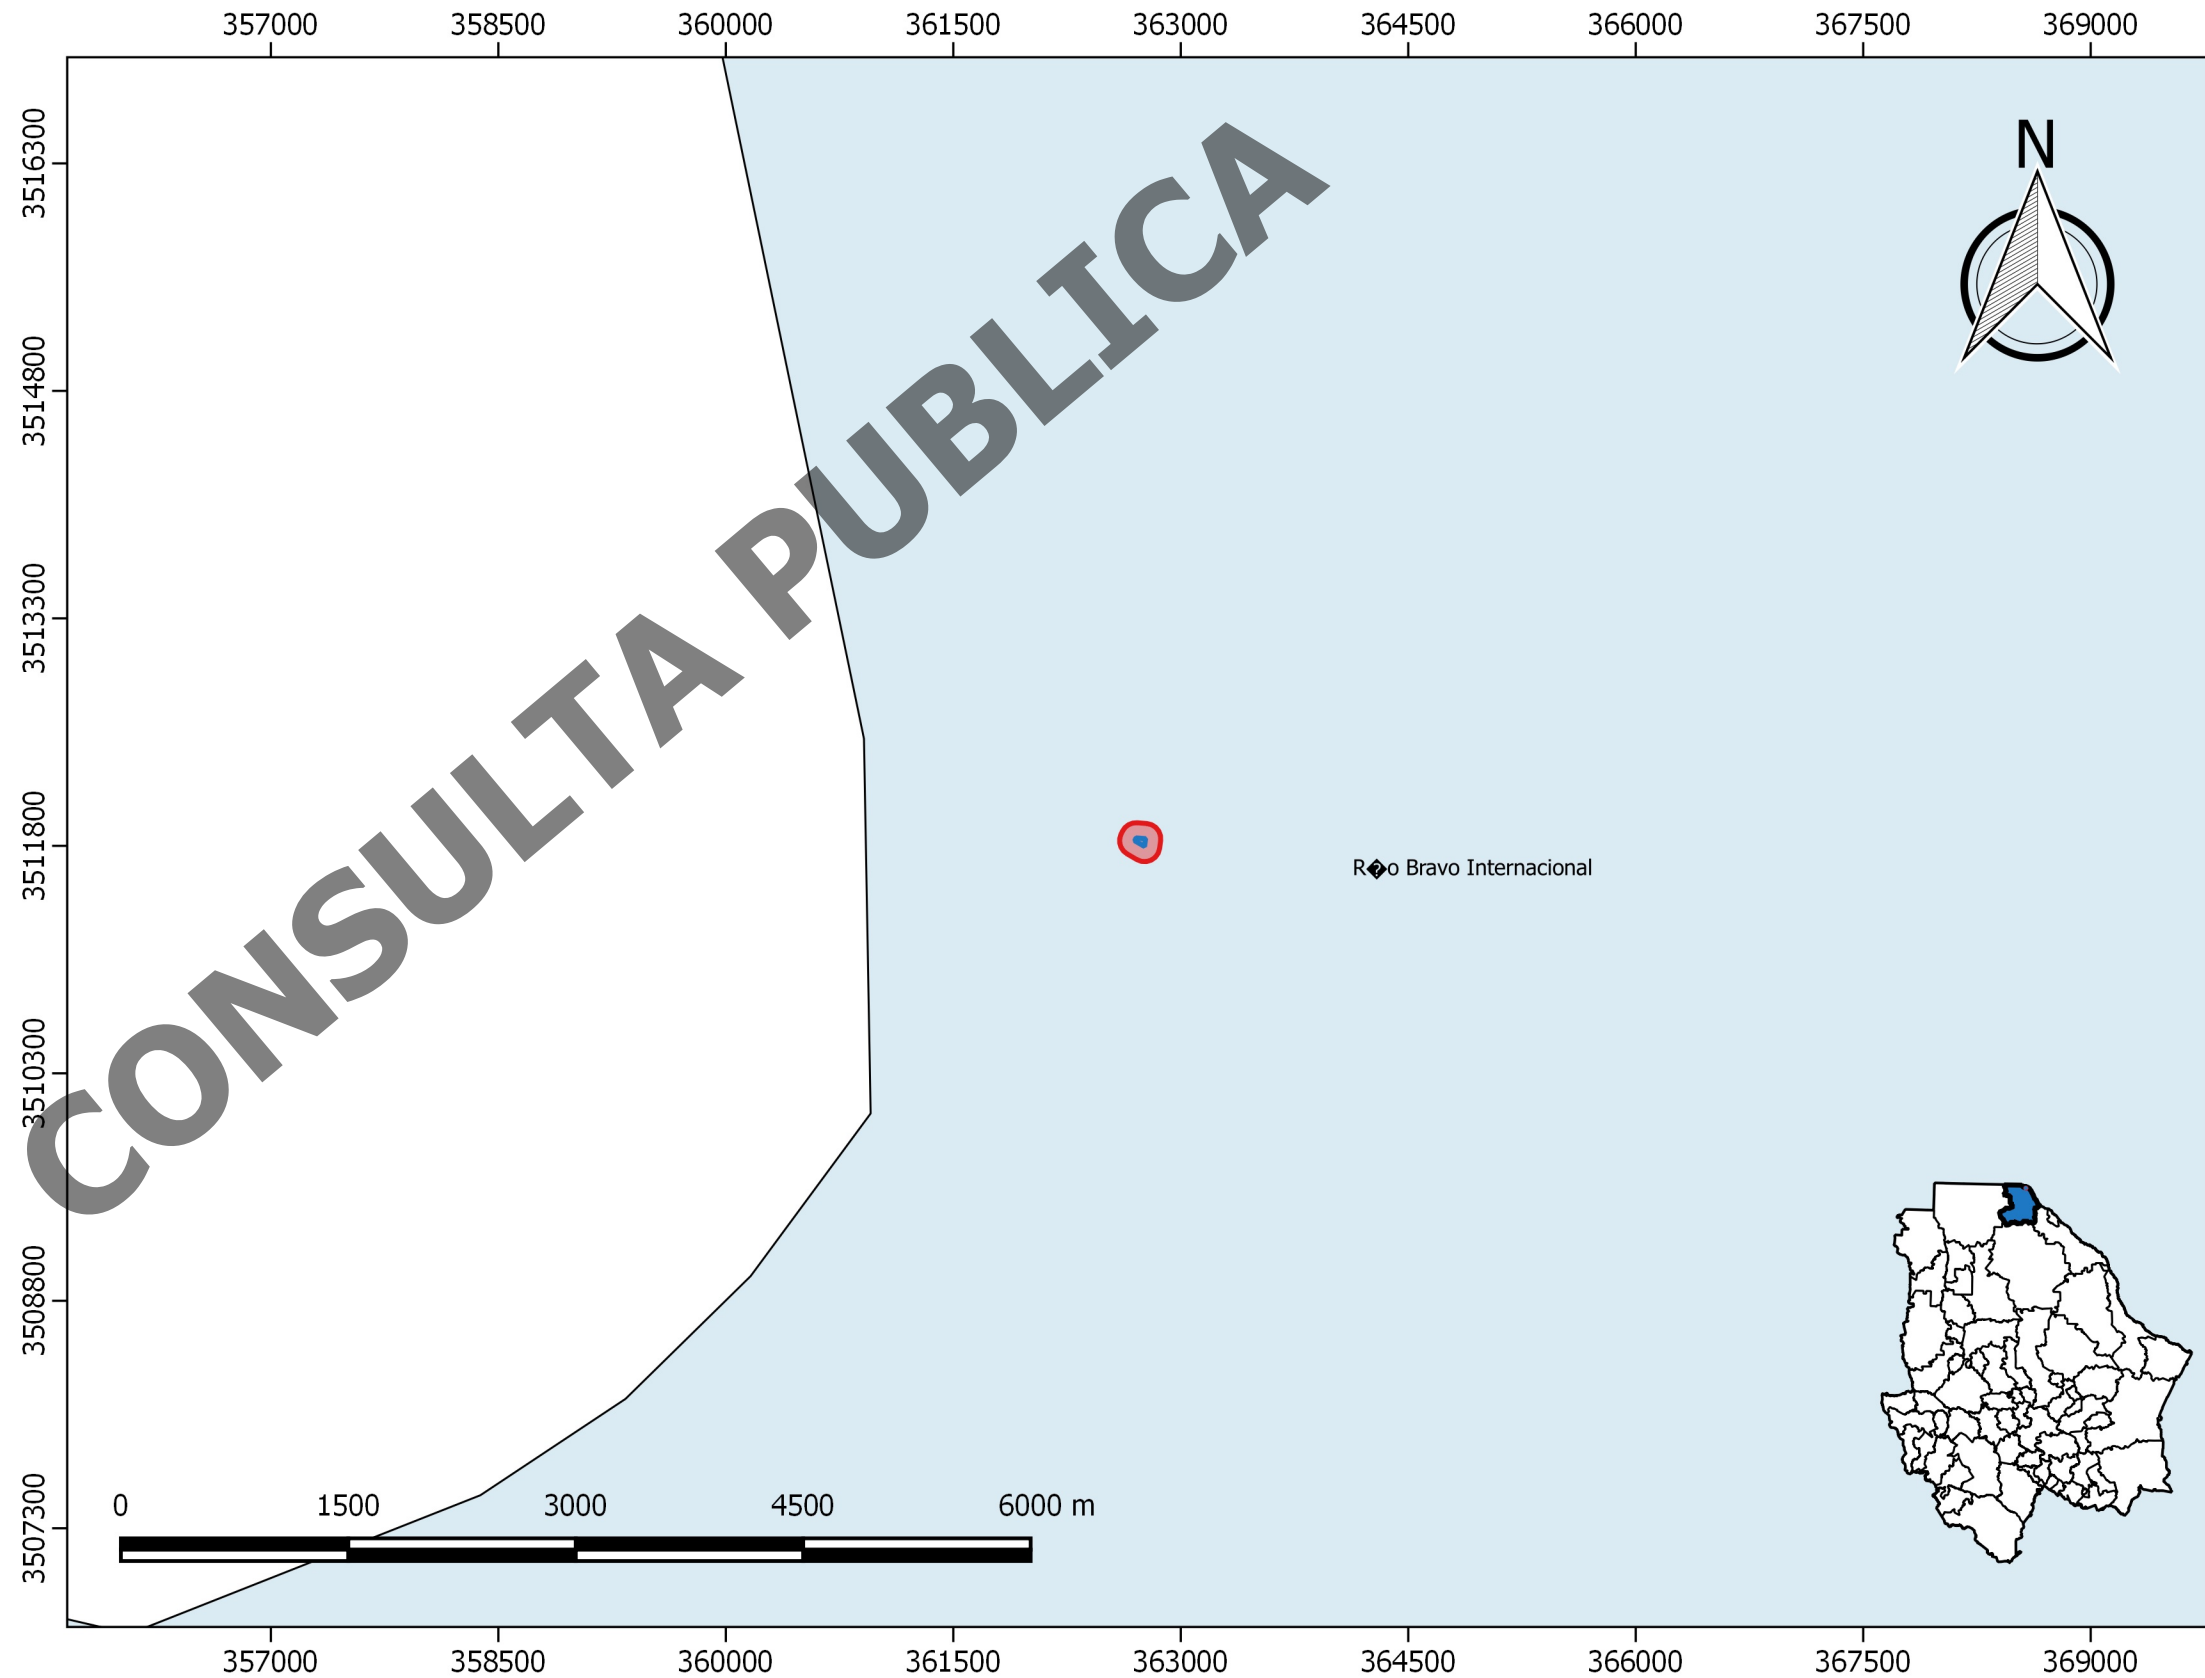 357000 358500 360000 361500 363000 364500 366000 367500 369000
3516300
3514800
3513300
3511800
3510300
3508800
3507300
N
CONSULTA PUBLICA
R�o Bravo Internacional
0 1500 3000 4500 6000 m
357000 358500 360000 361500 363000 364500 366000 367500 369000